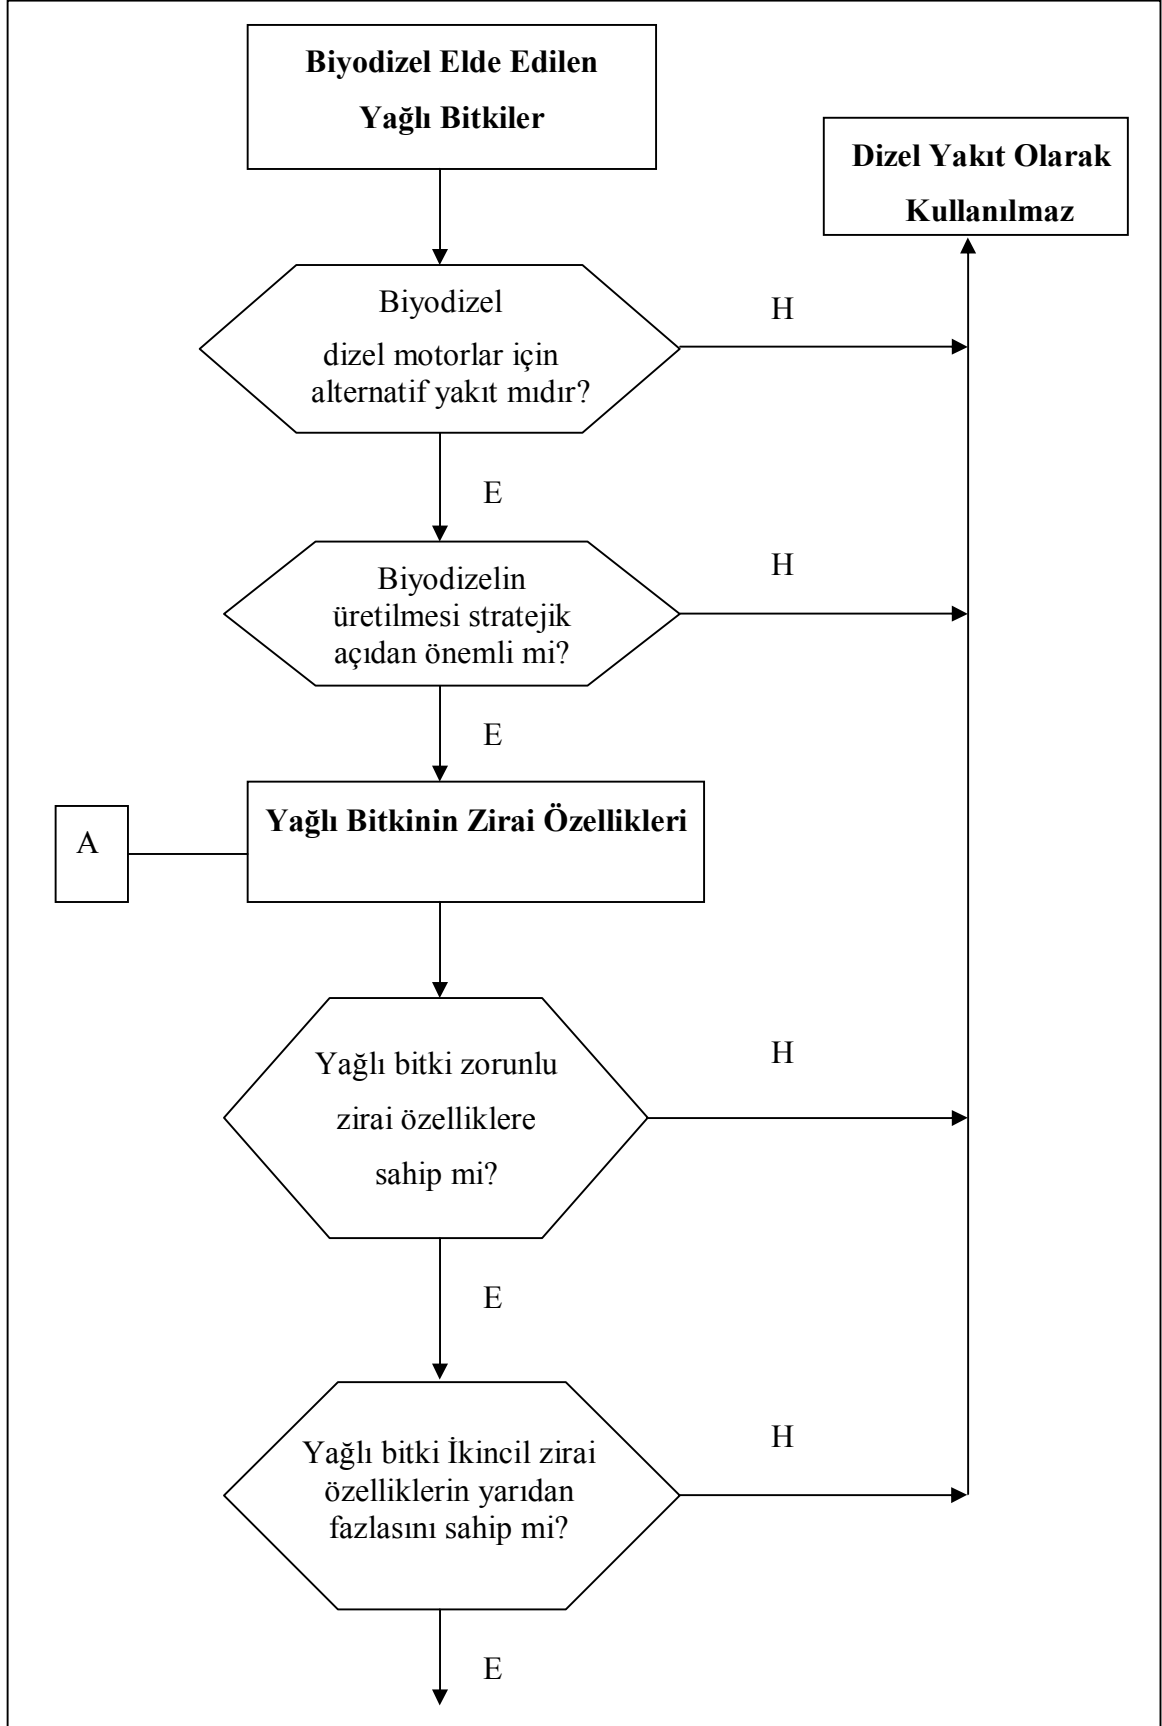 Biyodizel Elde Edilen
Yağlı Bitkiler
Dizel Yakıt Olarak
Kullanılmaz
Biyodizel
dizel motorlar için
alternatif yakıt mıdır?
H
E
Biyodizelin
üretilmesi stratejik
açıdan önemli mi?
H
E
A
Yağlı Bitkinin Zirai Özellikleri
Yağlı bitki zorunlu
zirai özelliklere
sahip mi?
H
E
Yağlı bitki İkincil zirai
özelliklerin yarıdan
fazlasını sahip mi?
H
E